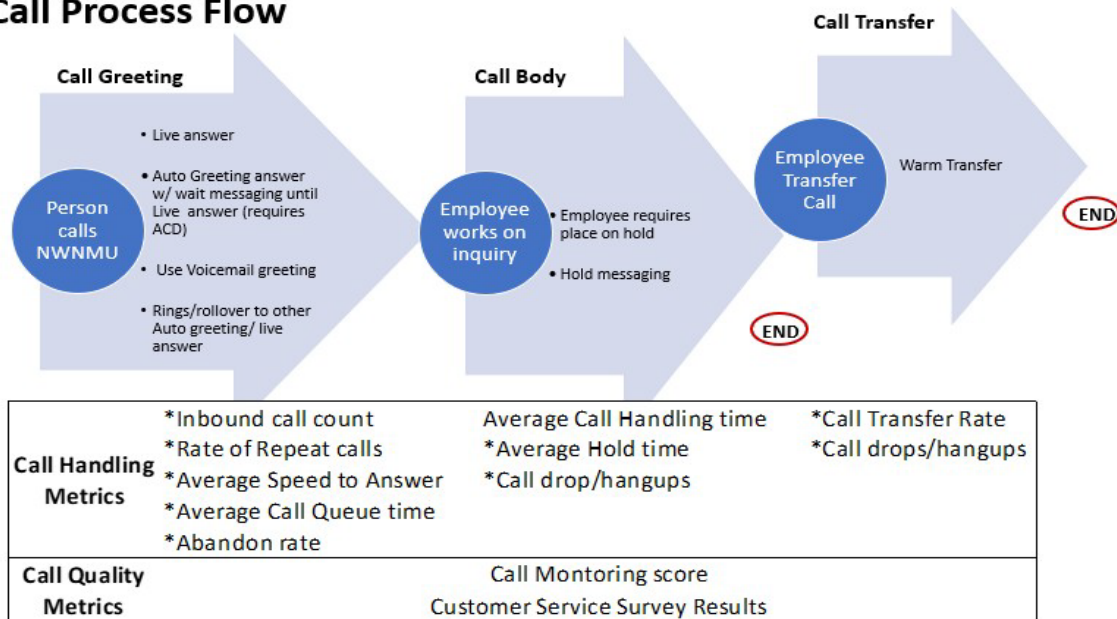 Call Process Flow
Call Greeting
Person
calls
NWNMU
• Live answer
• Auto Greeting answer
w/ wait messaging until
Live answer (requires
ACD)
• Use Voicemail greeting
• Rings/rollover to other
Auto greeting/ live
answer
Call Body
Employee
works on
inquiry
• Employee requires
place on hold
• Hold messaging
END
Call Transfer
Employee
Transfer
Call
Warm Transfer
END
Call Handling
Metrics
*Inbound call count
*Rate of Repeat calls
*Average Speed to Answer
*Average Call Queue time
*Abandon rate
Average Call Handling time
*Average Hold time
*Call drop/hangups
*Call Transfer Rate
*Call drops/hangups
Call Quality
Metrics
Call Montoring score
Customer Service Survey Results